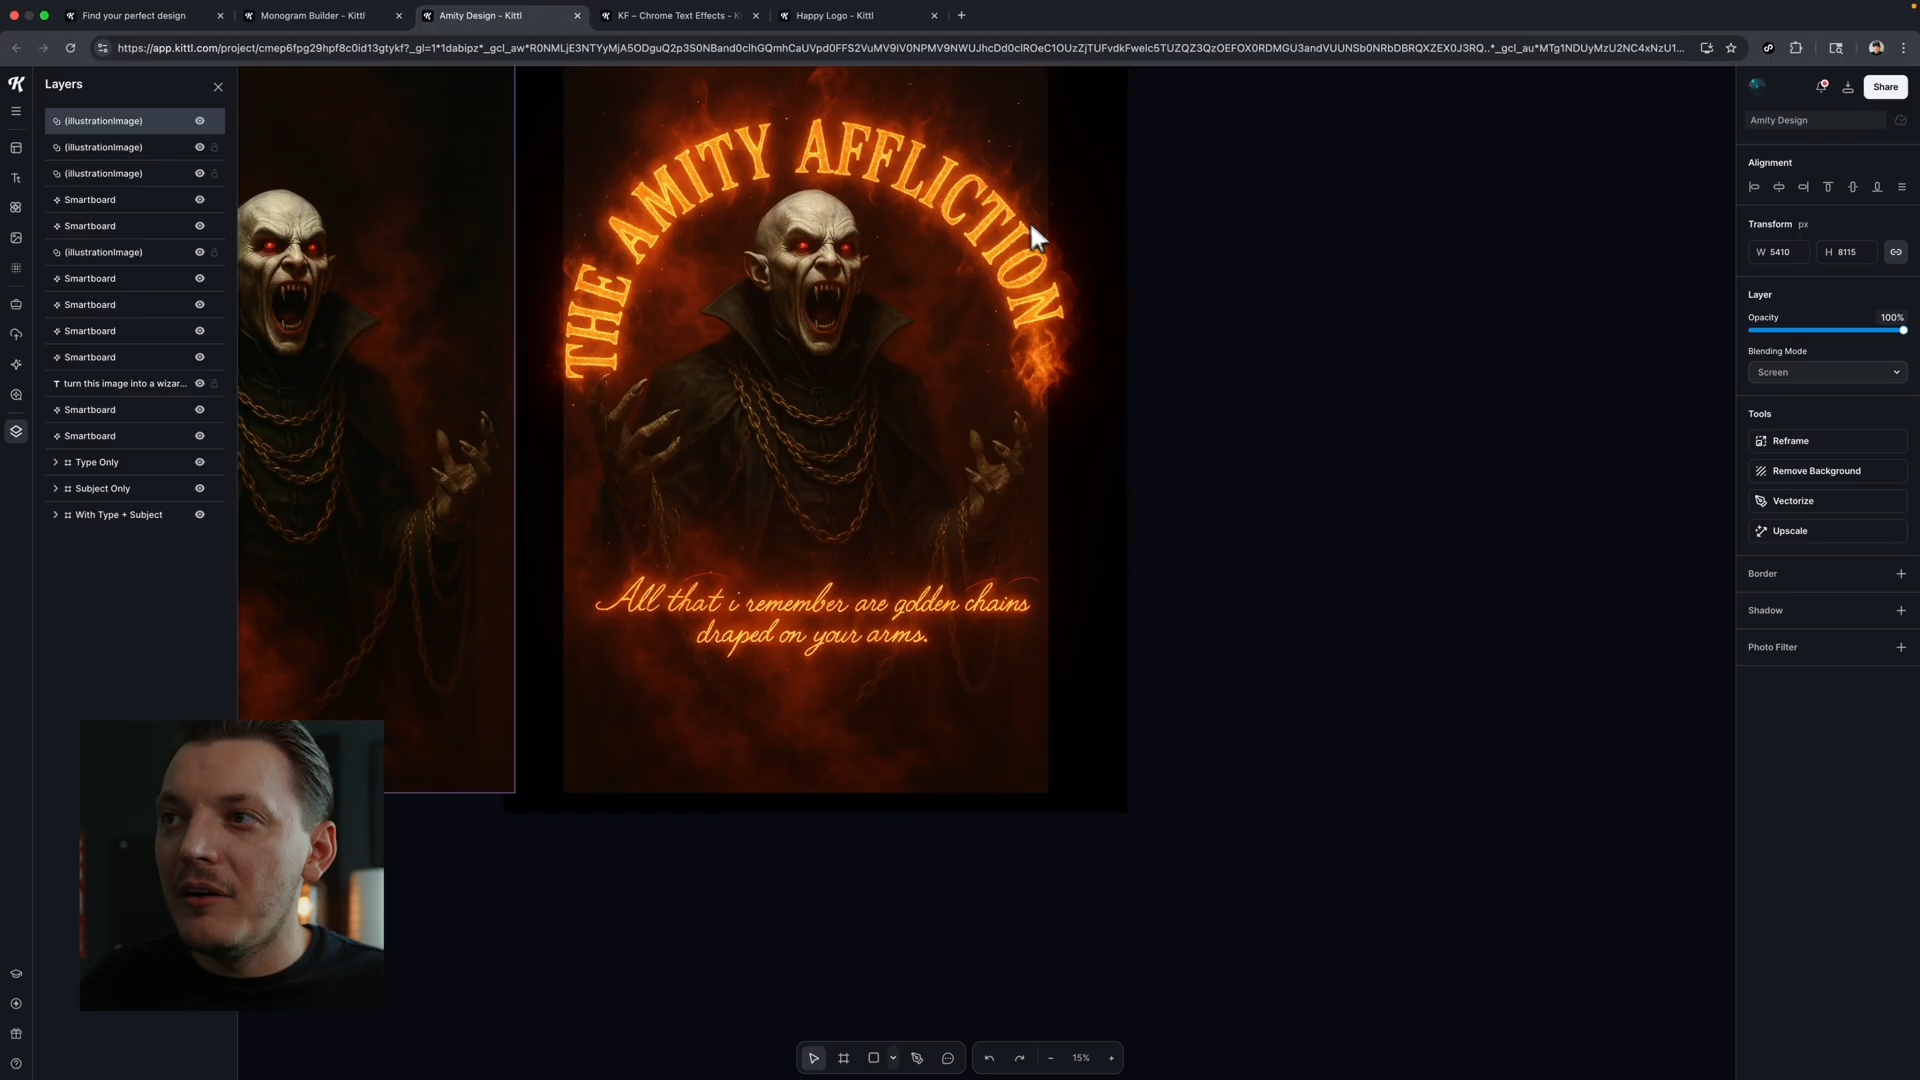 Find your perfect design
Monogram Builder - Kittl
Amity Design - Kittl
KF – Chrome Text Effects - Ki
Happy Logo - Kittl
Layers
(illustrationImage)
(illustrationImage)
(illustrationImage)
Smartboard
Smartboard
(illustrationImage)
Smartboard
Smartboard
Smartboard
Smartboard
turn this image into a wizar...
Smartboard
Smartboard
Type Only
Subject Only
With Type + Subject
THE AMITY AFFLICTION
All that i remember are golden chains
draped on your arms.
Share
Amity Design
Alignment
Transform px
W 5410 H 8115
Layer
Opacity 100%
Blending Mode
Screen
Tools
Reframe
Remove Background
Vectorize
Upscale
Border
Shadow
Photo Filter
15%